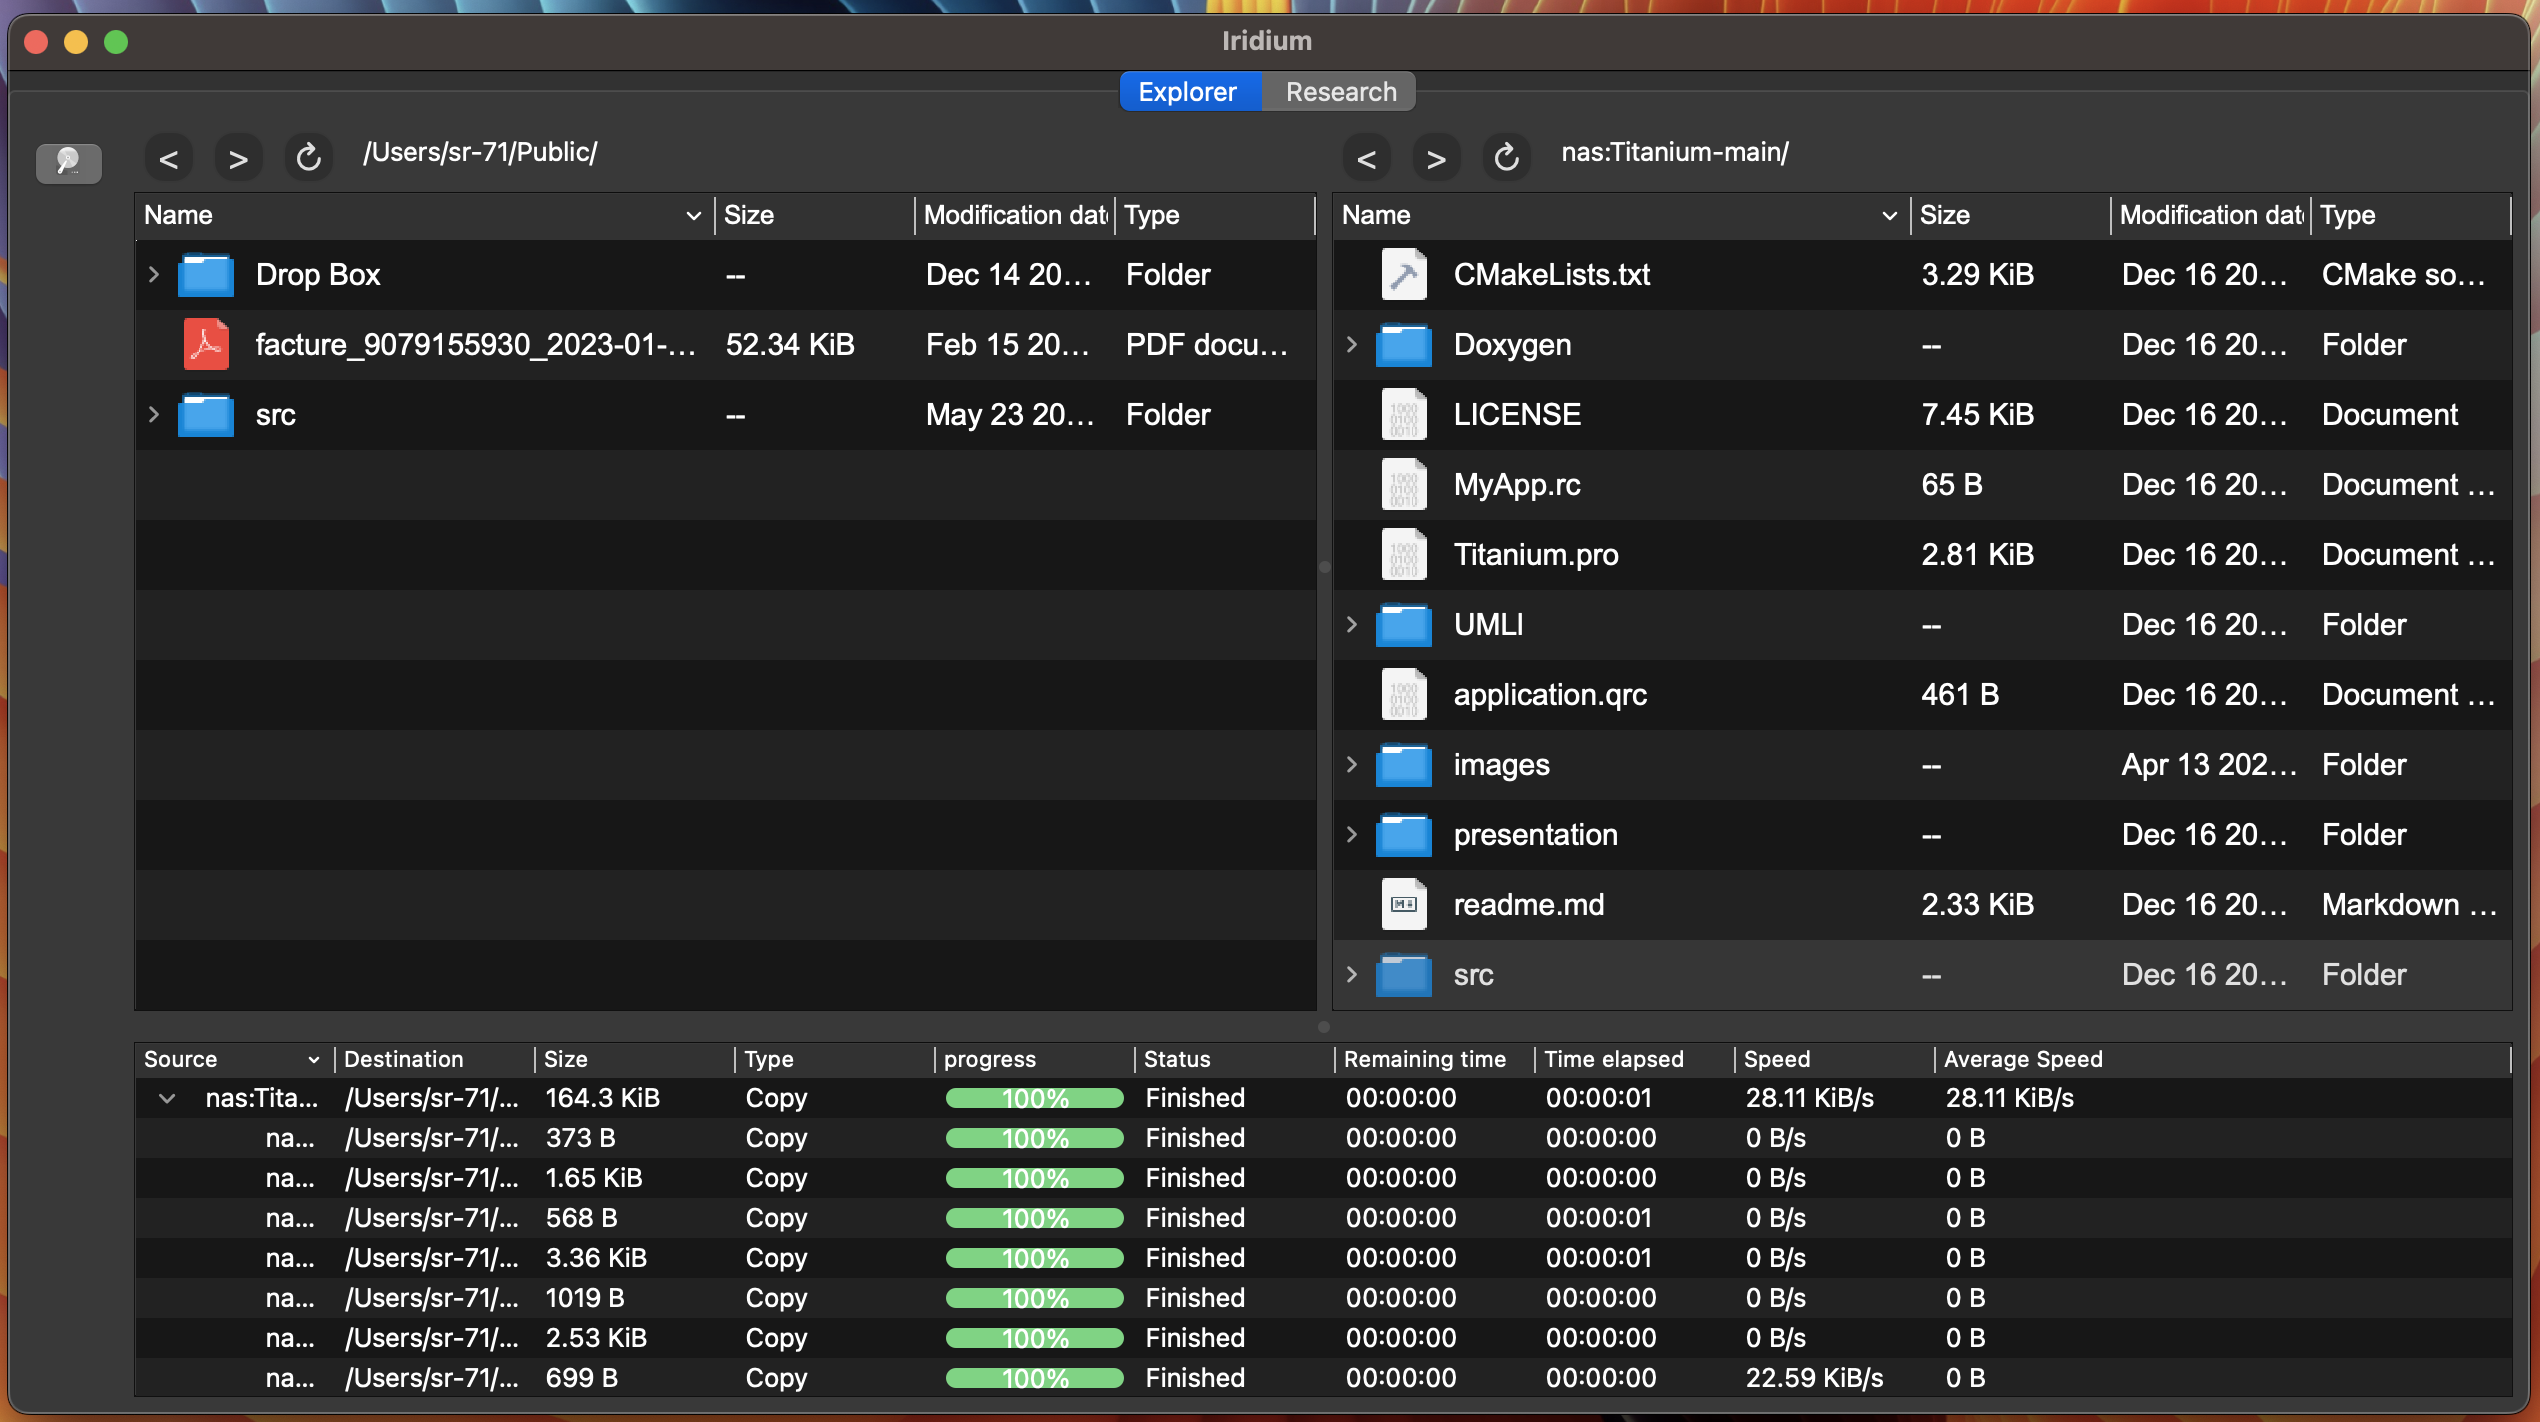 Iridium
Explorer Research
< > /Users/sr-71/Public/
Name Size Modification dat Type
Drop Box -- Dec 14 20... Folder
facture_9079155930_2023-01-... 52.34 KiB Feb 15 20... PDF docu...
src -- May 23 20... Folder
< > nas:Titanium-main/
Name Size Modification dat Type
CMakeLists.txt 3.29 KiB Dec 16 20... CMake so...
Doxygen -- Dec 16 20... Folder
LICENSE 7.45 KiB Dec 16 20... Document
MyApp.rc 65 B Dec 16 20... Document ...
Titanium.pro 2.81 KiB Dec 16 20... Document ...
UMLI -- Dec 16 20... Folder
application.qrc 461 B Dec 16 20... Document ...
images -- Apr 13 202... Folder
presentation -- Dec 16 20... Folder
readme.md 2.33 KiB Dec 16 20... Markdown ...
src -- Dec 16 20... Folder
Source Destination Size Type progress Status Remaining time Time elapsed Speed Average Speed
nas:Tita... /Users/sr-71/... 164.3 KiB Copy 100% Finished 00:00:00 00:00:01 28.11 KiB/s 28.11 KiB/s
na... /Users/sr-71/... 373 B Copy 100% Finished 00:00:00 00:00:00 0 B/s 0 B
na... /Users/sr-71/... 1.65 KiB Copy 100% Finished 00:00:00 00:00:00 0 B/s 0 B
na... /Users/sr-71/... 568 B Copy 100% Finished 00:00:00 00:00:01 0 B/s 0 B
na... /Users/sr-71/... 3.36 KiB Copy 100% Finished 00:00:00 00:00:01 0 B/s 0 B
na... /Users/sr-71/... 1019 B Copy 100% Finished 00:00:00 00:00:00 0 B/s 0 B
na... /Users/sr-71/... 2.53 KiB Copy 100% Finished 00:00:00 00:00:00 0 B/s 0 B
na... /Users/sr-71/... 699 B Copy 100% Finished 00:00:00 00:00:00 22.59 KiB/s 0 B